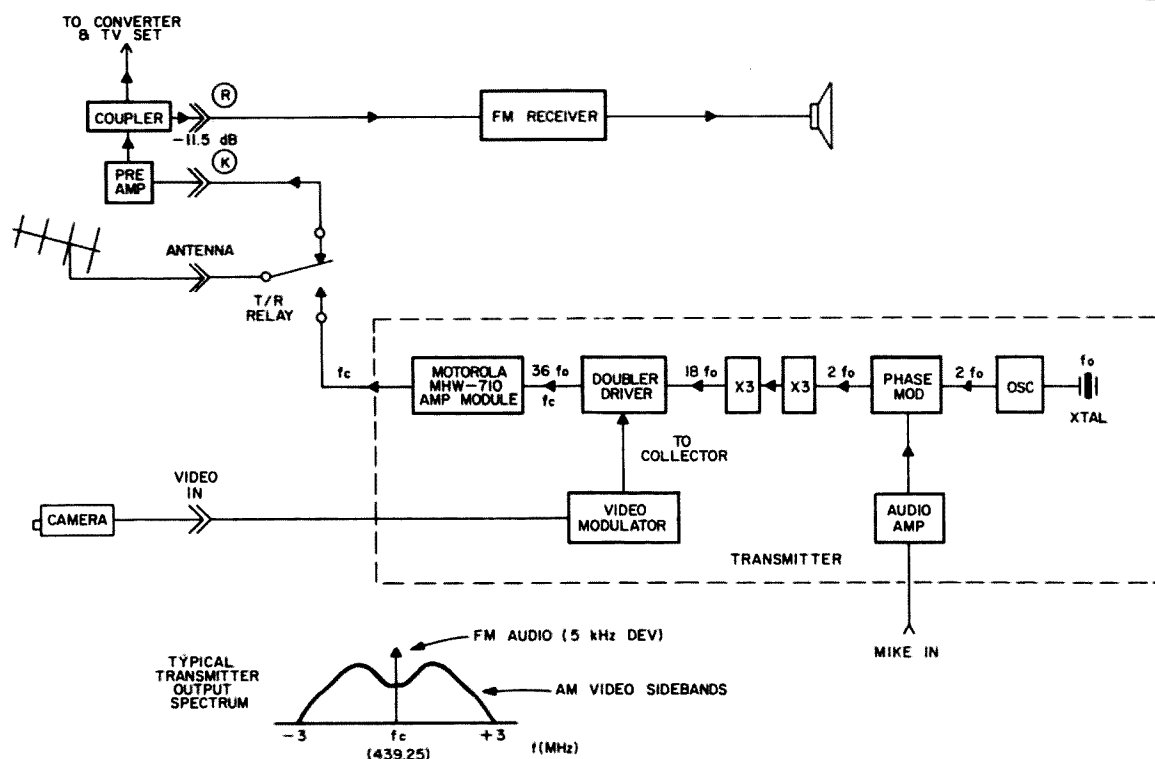 TO CONVERTER
& TV SET
COUPLER
R
-11.5 dB
FM RECEIVER
PRE
AMP
K
ANTENNA
T/R
RELAY
fc
MOTOROLA
MHW-710
AMP MODULE
36 fo
fc
DOUBLER
DRIVER
18 fo
X3
X3
2 fo
PHASE
MOD
2 fo
OSC
fo
XTAL
TO
COLLECTOR
VIDEO
IN
CAMERA
VIDEO
MODULATOR
AUDIO
AMP
TRANSMITTER
MIKE IN
TYPICAL
TRANSMITTER
OUTPUT
SPECTRUM
FM AUDIO (5 kHz DEV)
AM VIDEO SIDEBANDS
-3
fc
(439.25)
+3
f(MHz)